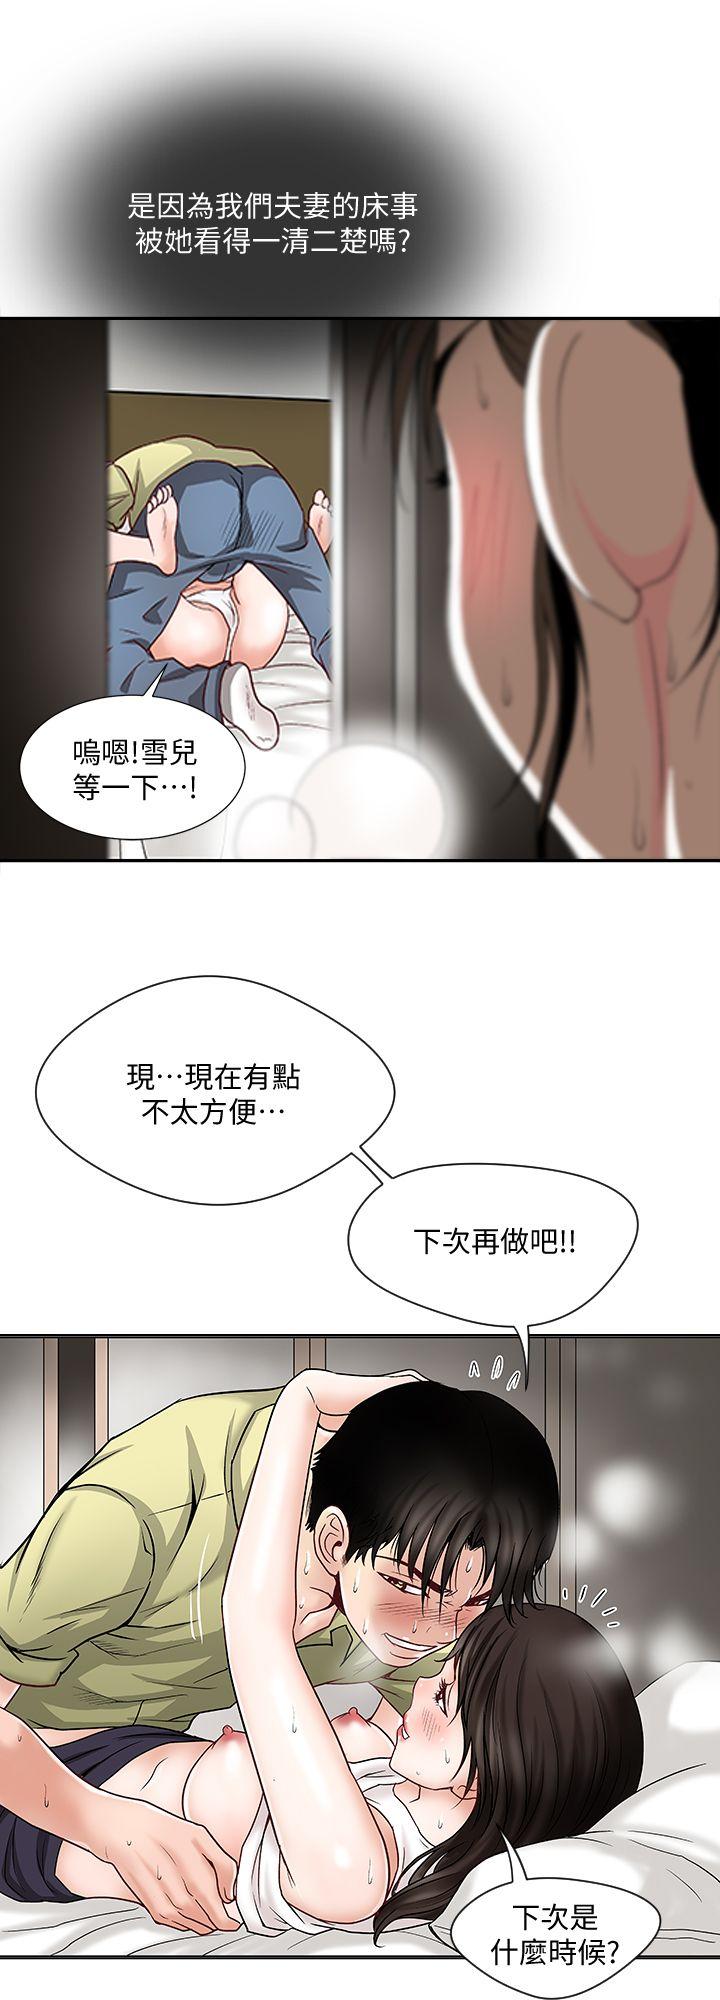 是因為我們夫妻的床事
被她看得一清二楚嗎?
嗚嗯!雪兒
等一下…!
現…現在有點
不太方便…
下次再做吧!!
下次是
什麼時候?